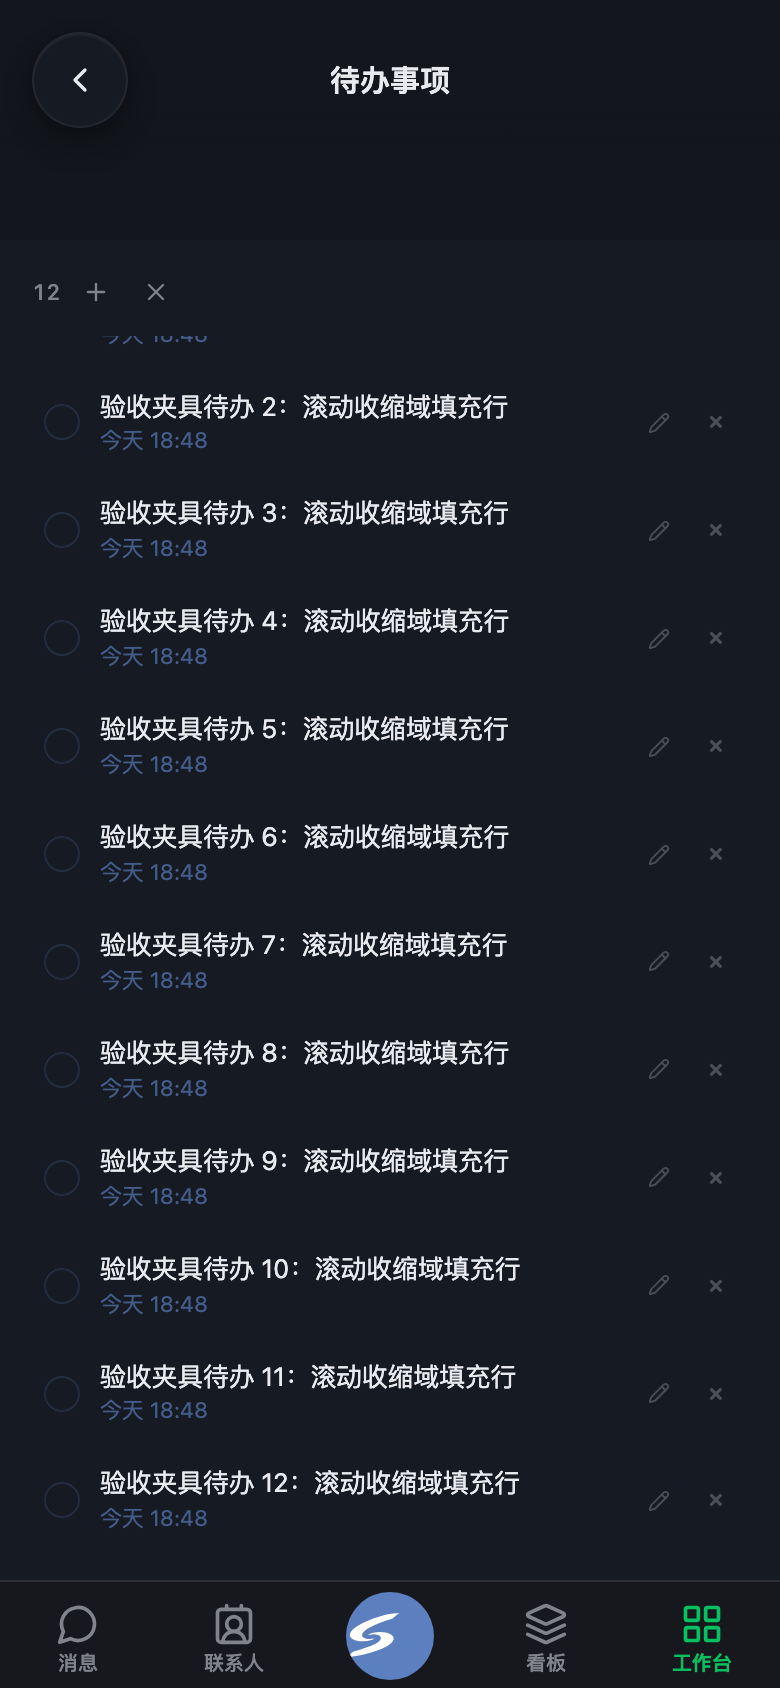 待办事项
12
今天 18:48
验收夹具待办 2：滚动收缩域填充行
今天 18:48
验收夹具待办 3：滚动收缩域填充行
今天 18:48
验收夹具待办 4：滚动收缩域填充行
今天 18:48
验收夹具待办 5：滚动收缩域填充行
今天 18:48
验收夹具待办 6：滚动收缩域填充行
今天 18:48
验收夹具待办 7：滚动收缩域填充行
今天 18:48
验收夹具待办 8：滚动收缩域填充行
今天 18:48
验收夹具待办 9：滚动收缩域填充行
今天 18:48
验收夹具待办 10：滚动收缩域填充行
今天 18:48
验收夹具待办 11：滚动收缩域填充行
今天 18:48
验收夹具待办 12：滚动收缩域填充行
今天 18:48
消息
联系人
看板
工作台